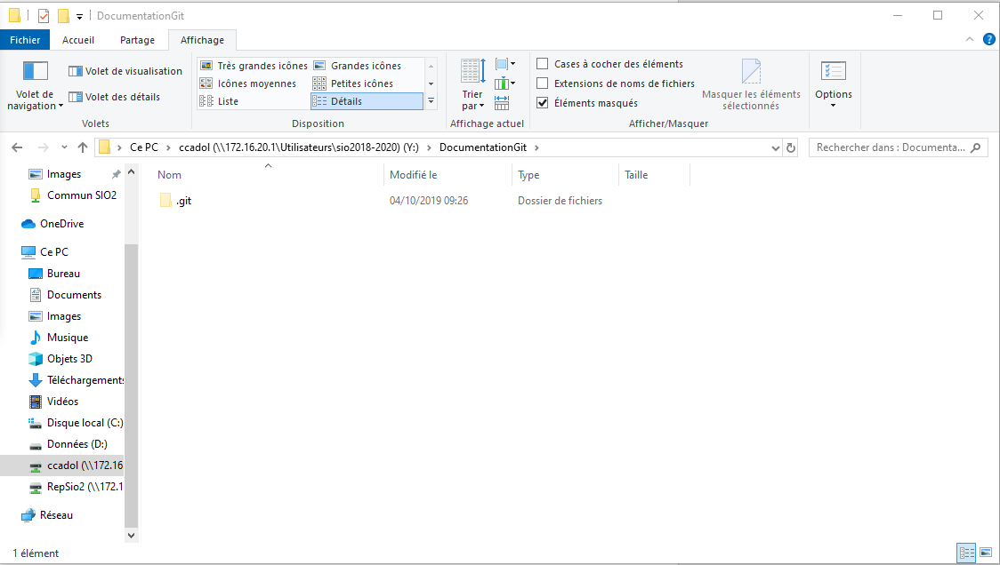 DocumentationGit
Fichier Accueil Partage Affichage
Volet de navigation
Volet de visualisation
Volet des détails
Volets
Très grandes icônes Grandes icônes
Icônes moyennes Petites icônes
Liste Détails
Disposition
Trier par
Affichage actuel
Cases à cocher des éléments
Extensions de noms de fichiers
Éléments masqués
Masquer les éléments sélectionnés
Afficher/Masquer
Options
Ce PC > ccadol (\\172.16.20.1\Utilisateurs\sio2018-2020) (Y:) > DocumentationGit >
Rechercher dans : Documenta...
Images
Commun SIO2
OneDrive
Ce PC
Bureau
Documents
Images
Musique
Objets 3D
Téléchargements
Vidéos
Disque local (C:)
Données (D:)
ccadol (\\172.16
RepSio2 (\\172.1
Réseau
Nom Modifié le Type Taille
.git 04/10/2019 09:26 Dossier de fichiers
1 élément